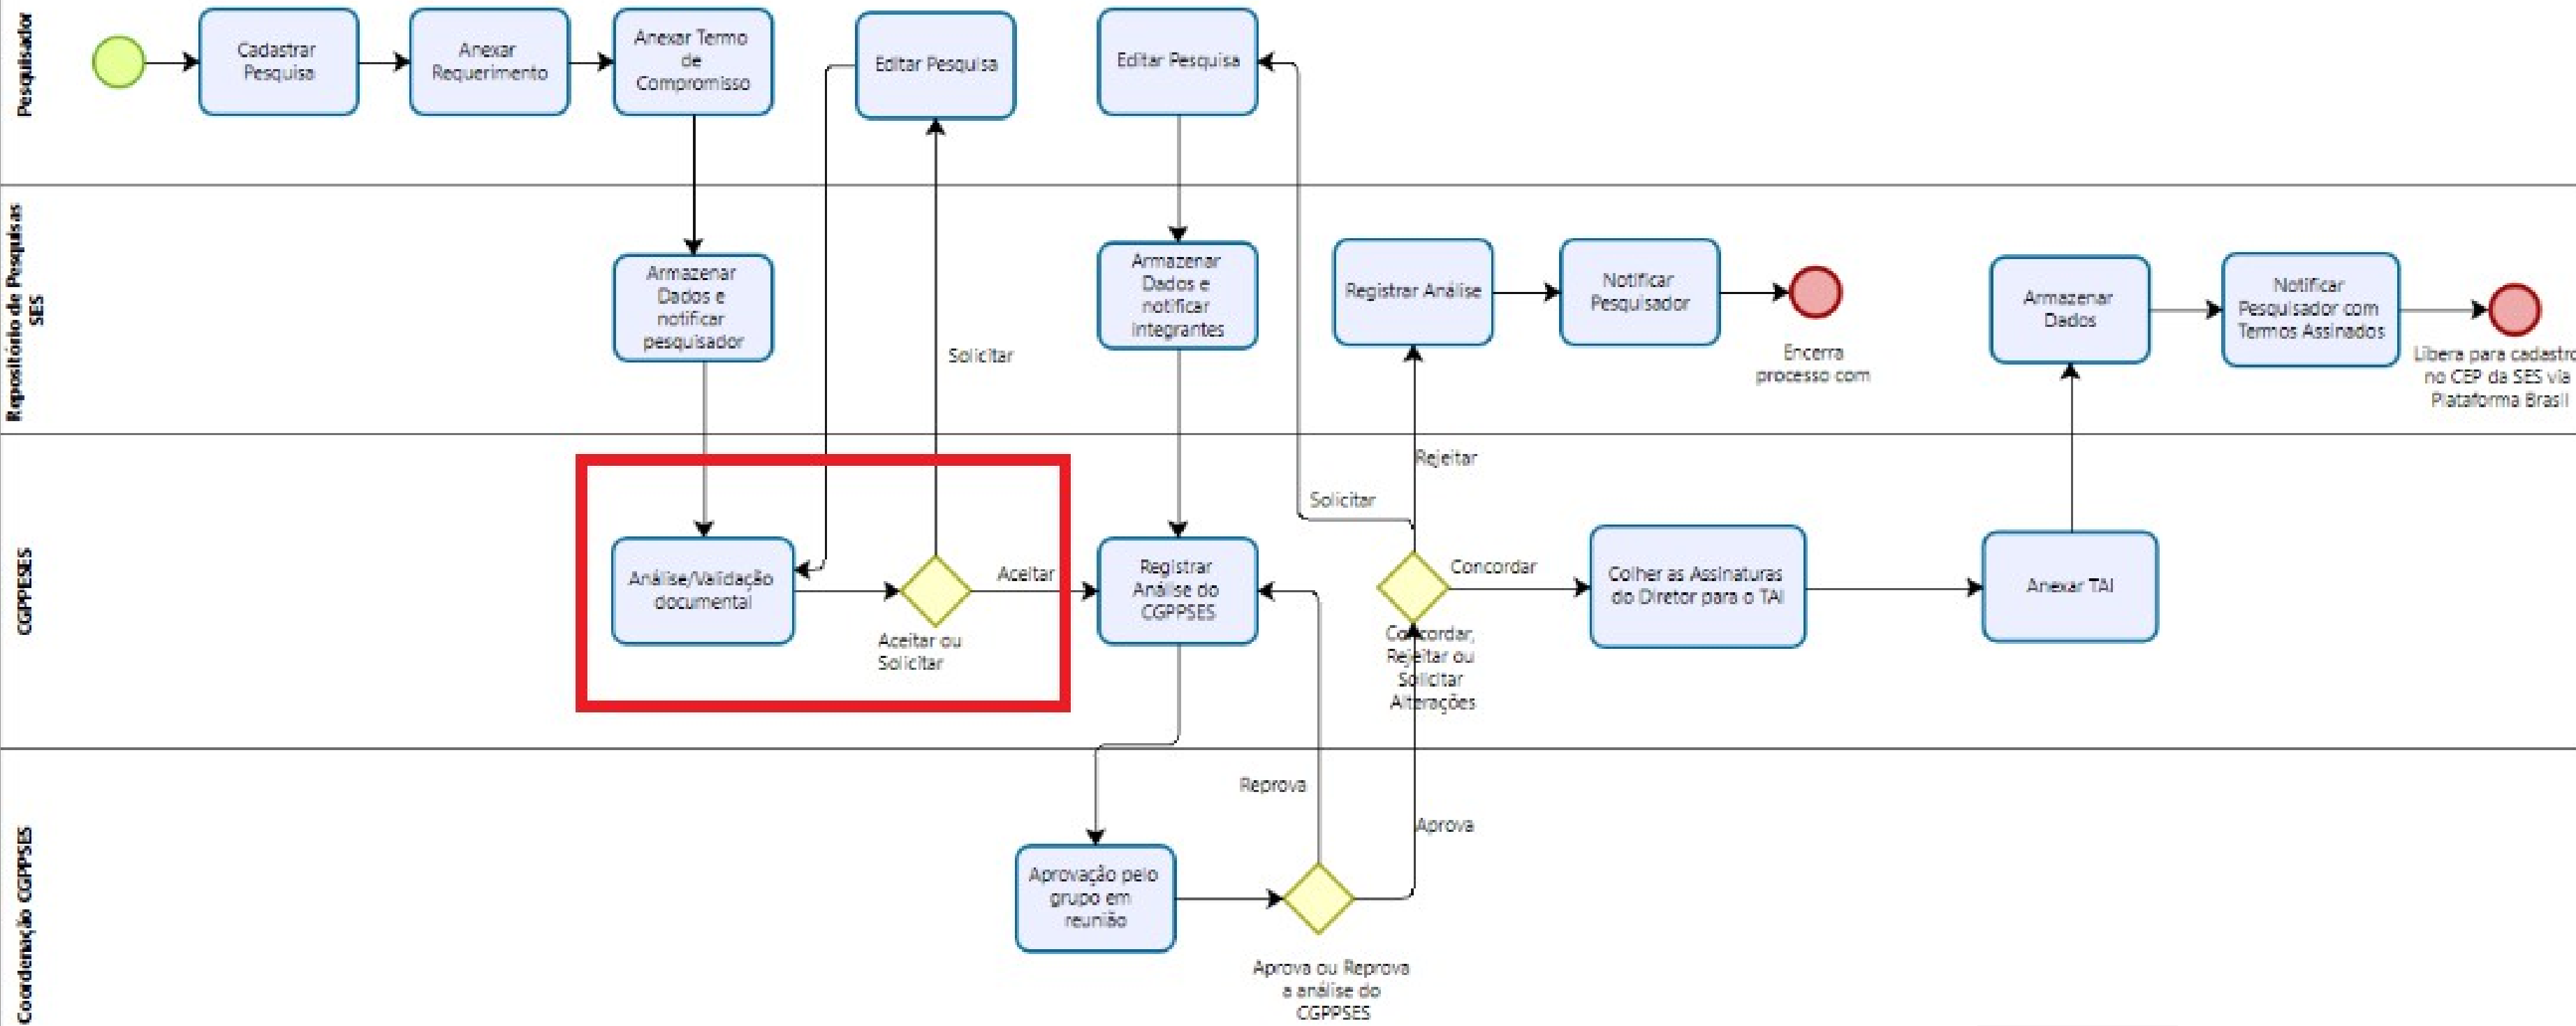 Pesquisador
Cadastrar
Pesquisa
Anexar
Requerimento
Anexar Termo
de
Compromisso
Editar Pesquisa
Editar Pesquisa
Repositório de Pesquisas
SES
Armazenar
Dados e
notificar
pesquisador
Solicitar
Armazenar
Dados e
notificar
Integrantes
Registrar Análise
Notificar
Pesquisador
Encerra
processo com
Armazenar
Dados
Notificar
Pesquisador com
Termos Assinados
Libera para cadastro
no CEP da SES via
Plataforma Brasil
CGPPESES
Análise/Validação
documental
Aceitar ou
Solicitar
Aceitar
Registrar
Análise do
CGPPSES
Solicitar
Rejeitar
Concordar
Concordar,
Rejeitar ou
Solicitar
Alterações
Colher as Assinaturas
do Diretor para o TAI
Anexar TAI
Coordenação CGPPSES
Aprovação pelo
grupo em
reunião
Reprova
Aprova
Aprova ou Reprova
a análise do
CGPPSES